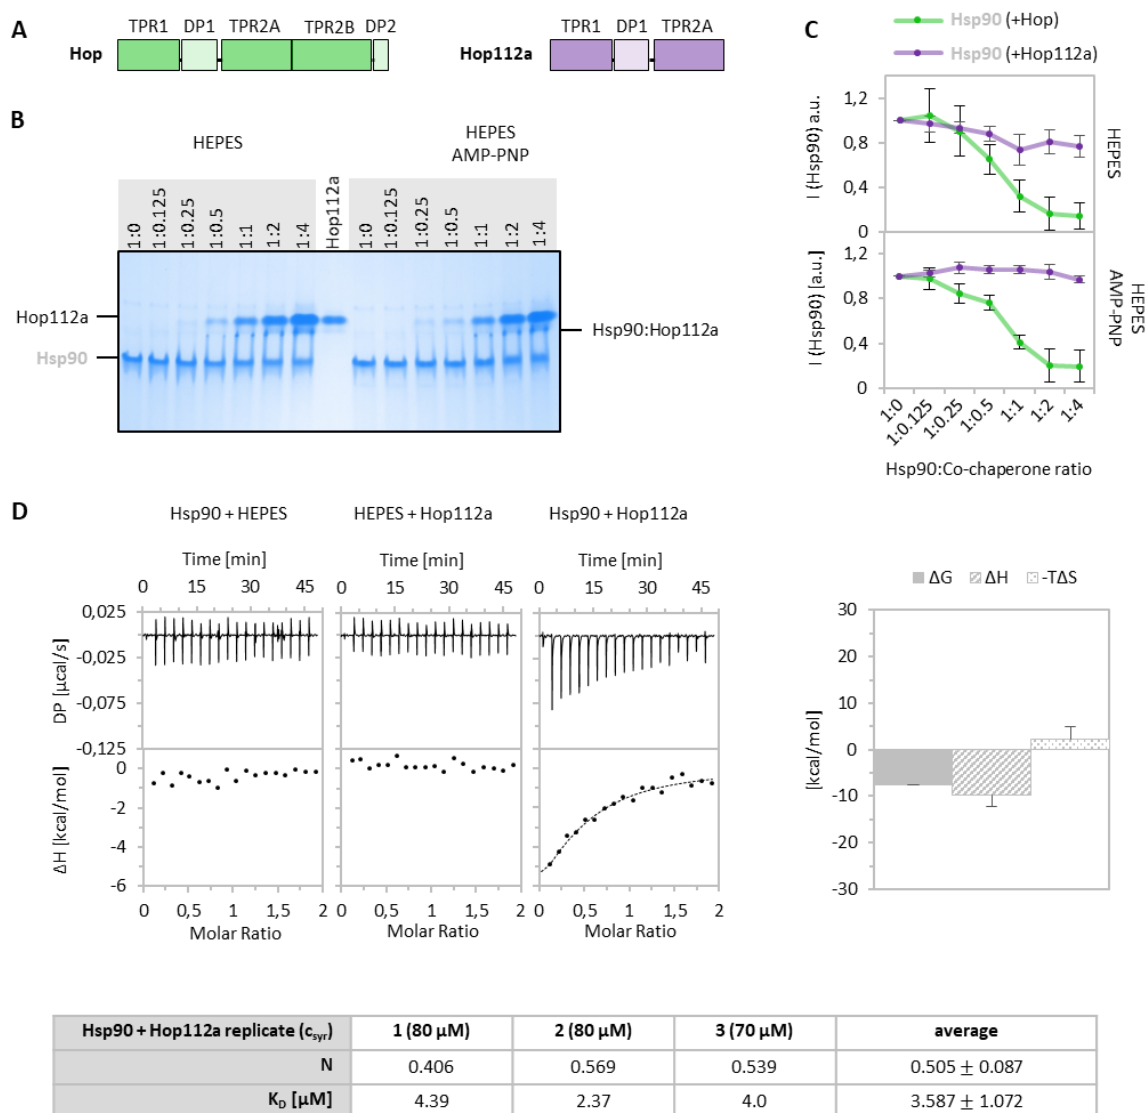 A
TPR1 DP1 TPR2A TPR2B DP2
Hop
TPR1 DP1 TPR2A
Hop112a
B
HEPES
HEPES
AMP-PNP
1:0 1:0.125 1:0.25 1:0.5 1:1 1:2 1:4 Hop112a 1:0 1:0.125 1:0.25 1:0.5 1:1 1:2 1:4
Hop112a
Hsp90
Hsp90:Hop112a
C
Hsp90 (+Hop)
Hsp90 (+Hop112a)
I (Hsp90) a.u.
1,2
0,8
0,4
0
HEPES
I (Hsp90) [a.u.]
1,2
0,8
0,4
0
HEPES
AMP-PNP
1:0 1:0.125 1:0.25 1:0.5 1:1 1:2 1:4
Hsp90:Co-chaperone ratio
D
Hsp90 + HEPES HEPES + Hop112a Hsp90 + Hop112a
Time [min] Time [min] Time [min]
0 15 30 45 0 15 30 45 0 15 30 45
DP [µcal/s]
0,025
-0,025
-0,075
-0,125
ΔH [kcal/mol]
0
-2
-4
-6
0 0,5 1 1,5 2 0 0,5 1 1,5 2 0 0,5 1 1,5 2
Molar Ratio Molar Ratio Molar Ratio
ΔG ΔH -TΔS
[kcal/mol]
30
20
10
0
-10
-20
-30
Hsp90 + Hop112a replicate (c_syr) 1 (80 µM) 2 (80 µM) 3 (70 µM) average
N 0.406 0.569 0.539 0.505 ± 0.087
K_D [µM] 4.39 2.37 4.0 3.587 ± 1.072